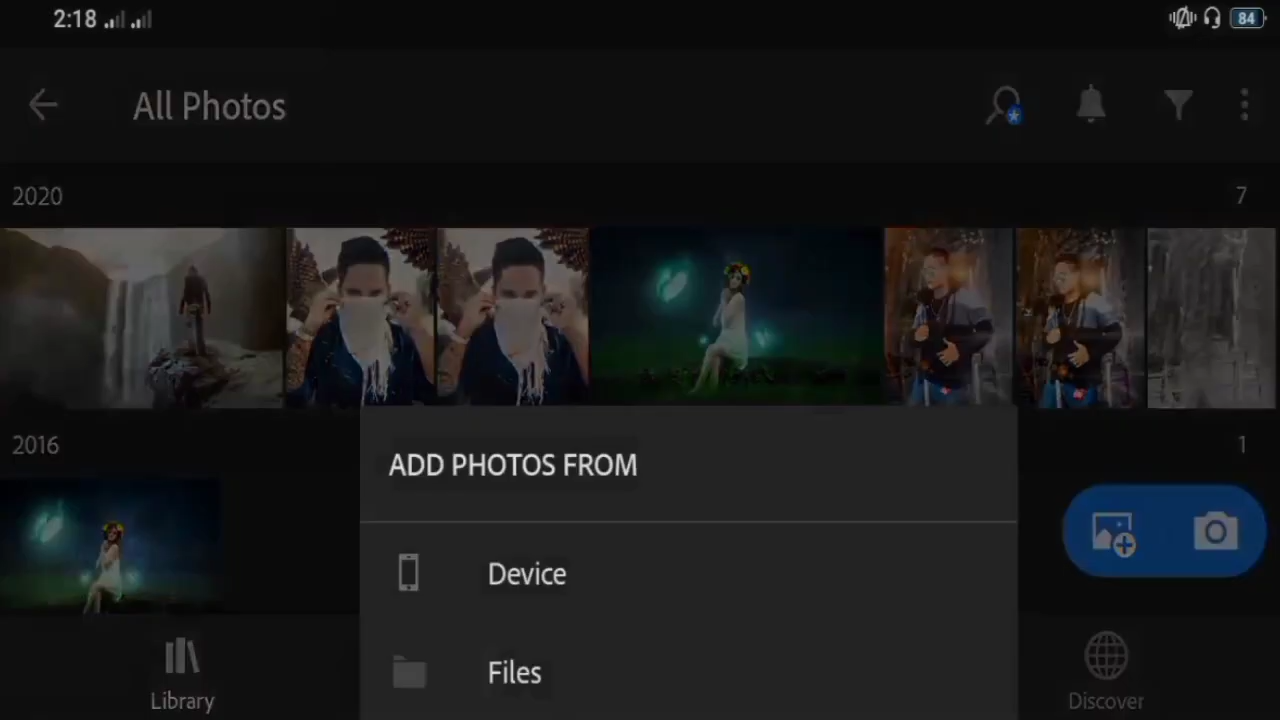 2:18
84
All Photos
2020
7
2016
1
ADD PHOTOS FROM
Device
Files
Library
Discover